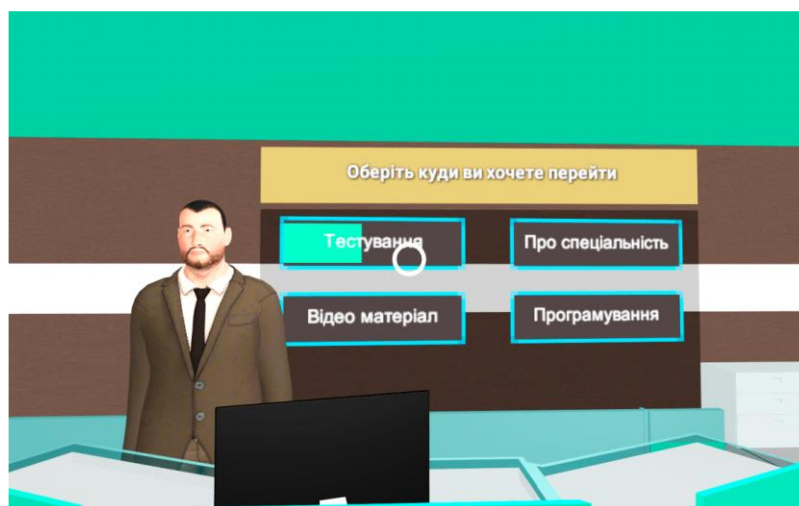 Оберіть куди ви хочете перейти
Тестування
Про спеціальність
Відео матеріал
Програмування